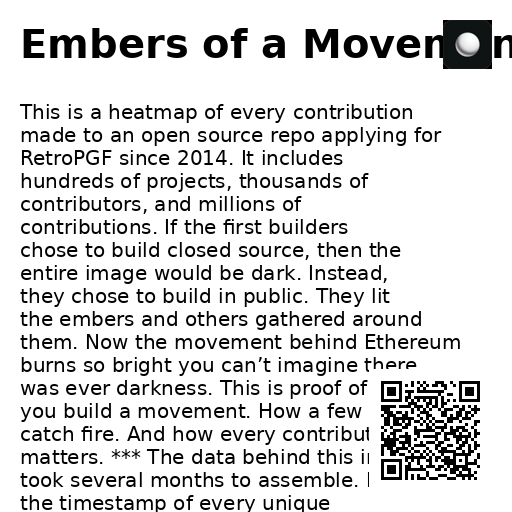 Embers of a Movem
This is a heatmap of every contribution
made to an open source repo applying for
RetroPGF since 2014. It includes
hundreds of projects, thousands of
contributors, and millions of
contributions. If the first builders
chose to build closed source, then the
entire image would be dark. Instead,
they chose to build in public. They lit
the embers and others gathered around
them. Now the movement behind Ethereum
burns so bright you can’t imagine there
was ever darkness. This is proof of
you build a movement. How a few
catch fire. And how every contribut
matters. *** The data behind this
took several months to assemble.
the timestamp of every unique